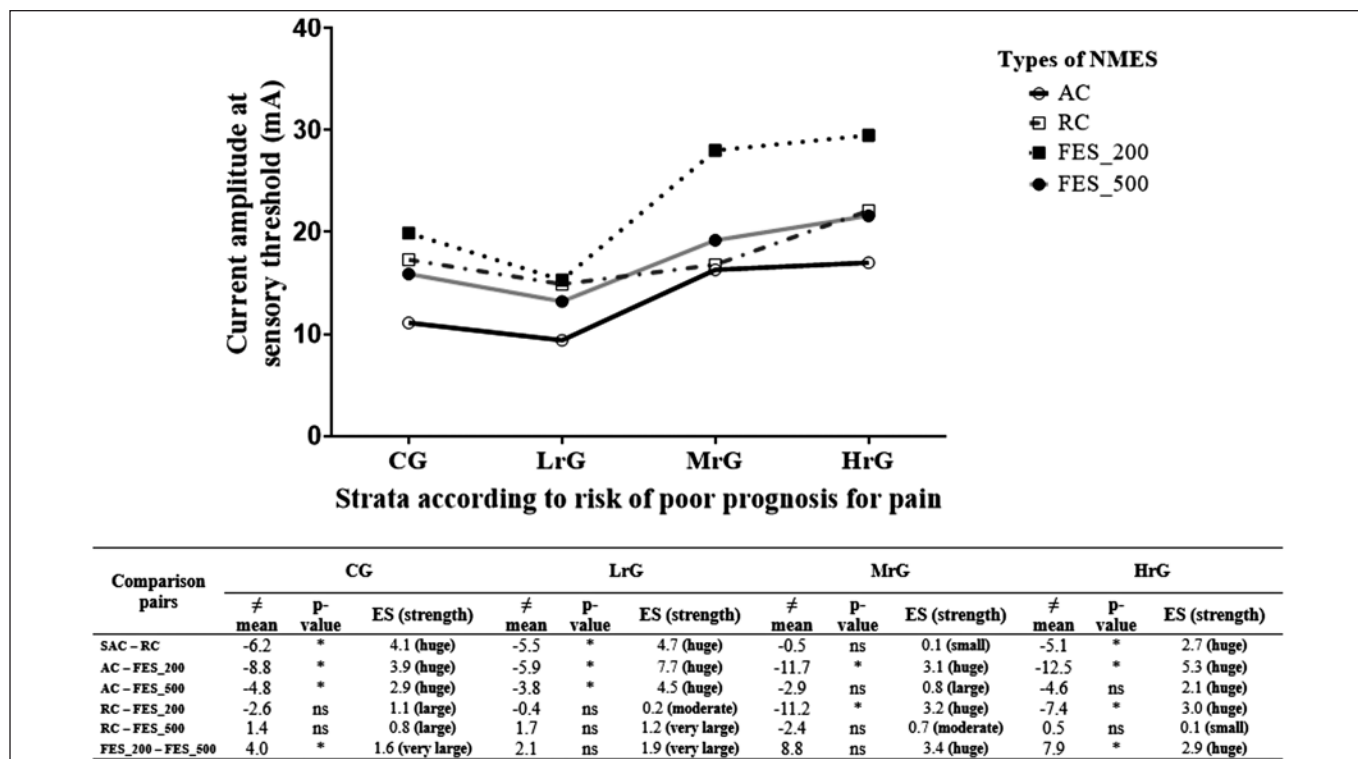 40
30
20
10
0
Current amplitude at
sensory threshold (mA)
Types of NMES
AC
RC
FES_200
FES_500
CG LrG MrG HrG
Strata according to risk of poor prognosis for pain
Comparison pairs CG LrG MrG HrG
≠ mean p-value ES (strength) ≠ mean p-value ES (strength) ≠ mean p-value ES (strength) ≠ mean p-value ES (strength)
SAC – RC -6.2 * 4.1 (huge) -5.5 * 4.7 (huge) -0.5 ns 0.1 (small) -5.1 * 2.7 (huge)
AC – FES_200 -8.8 * 3.9 (huge) -5.9 * 7.7 (huge) -11.7 * 3.1 (huge) -12.5 * 5.3 (huge)
AC – FES_500 -4.8 * 2.9 (huge) -3.8 * 4.5 (huge) -2.9 ns 0.8 (large) -4.6 ns 2.1 (huge)
RC – FES_200 -2.6 ns 1.1 (large) -0.4 ns 0.2 (moderate) -11.2 * 3.2 (huge) -7.4 * 3.0 (huge)
RC – FES_500 1.4 ns 0.8 (large) 1.7 ns 1.2 (very large) -2.4 ns 0.7 (moderate) 0.5 ns 0.1 (small)
FES_200 – FES_500 4.0 * 1.6 (very large) 2.1 ns 1.9 (very large) 8.8 ns 3.4 (huge) 7.9 * 2.9 (huge)